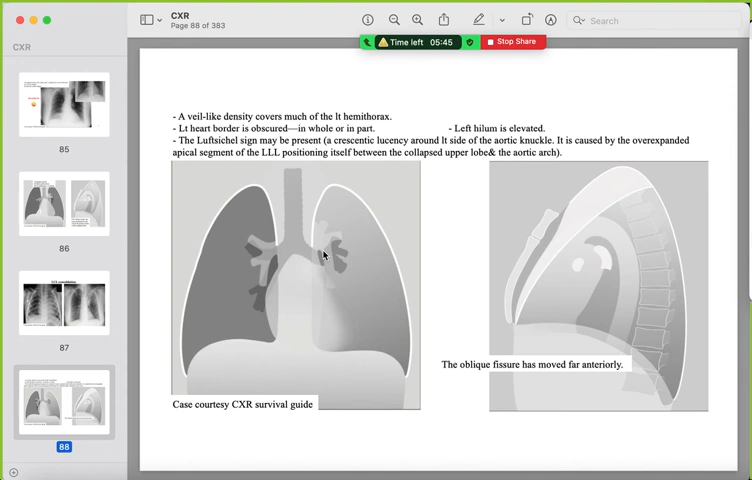 CXR
Page 88 of 383
Search
Time left 05:45
Stop Share
CXR
85
86
87
88
- A veil-like density covers much of the lt hemithorax.
- Lt heart border is obscured—in whole or in part. - Left hilum is elevated.
- The Luftsichel sign may be present (a crescentic lucency around lt side of the aortic knuckle. It is caused by the overexpanded
apical segment of the LLL positioning itself between the collapsed upper lobe& the aortic arch).
The oblique fissure has moved far anteriorly.
Case courtesy CXR survival guide